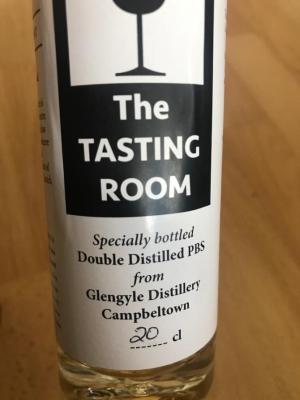 The
TASTING
ROOM
Specially bottled
Double Distilled PBS
from
Glengyle Distillery
Campbeltown
20 cl